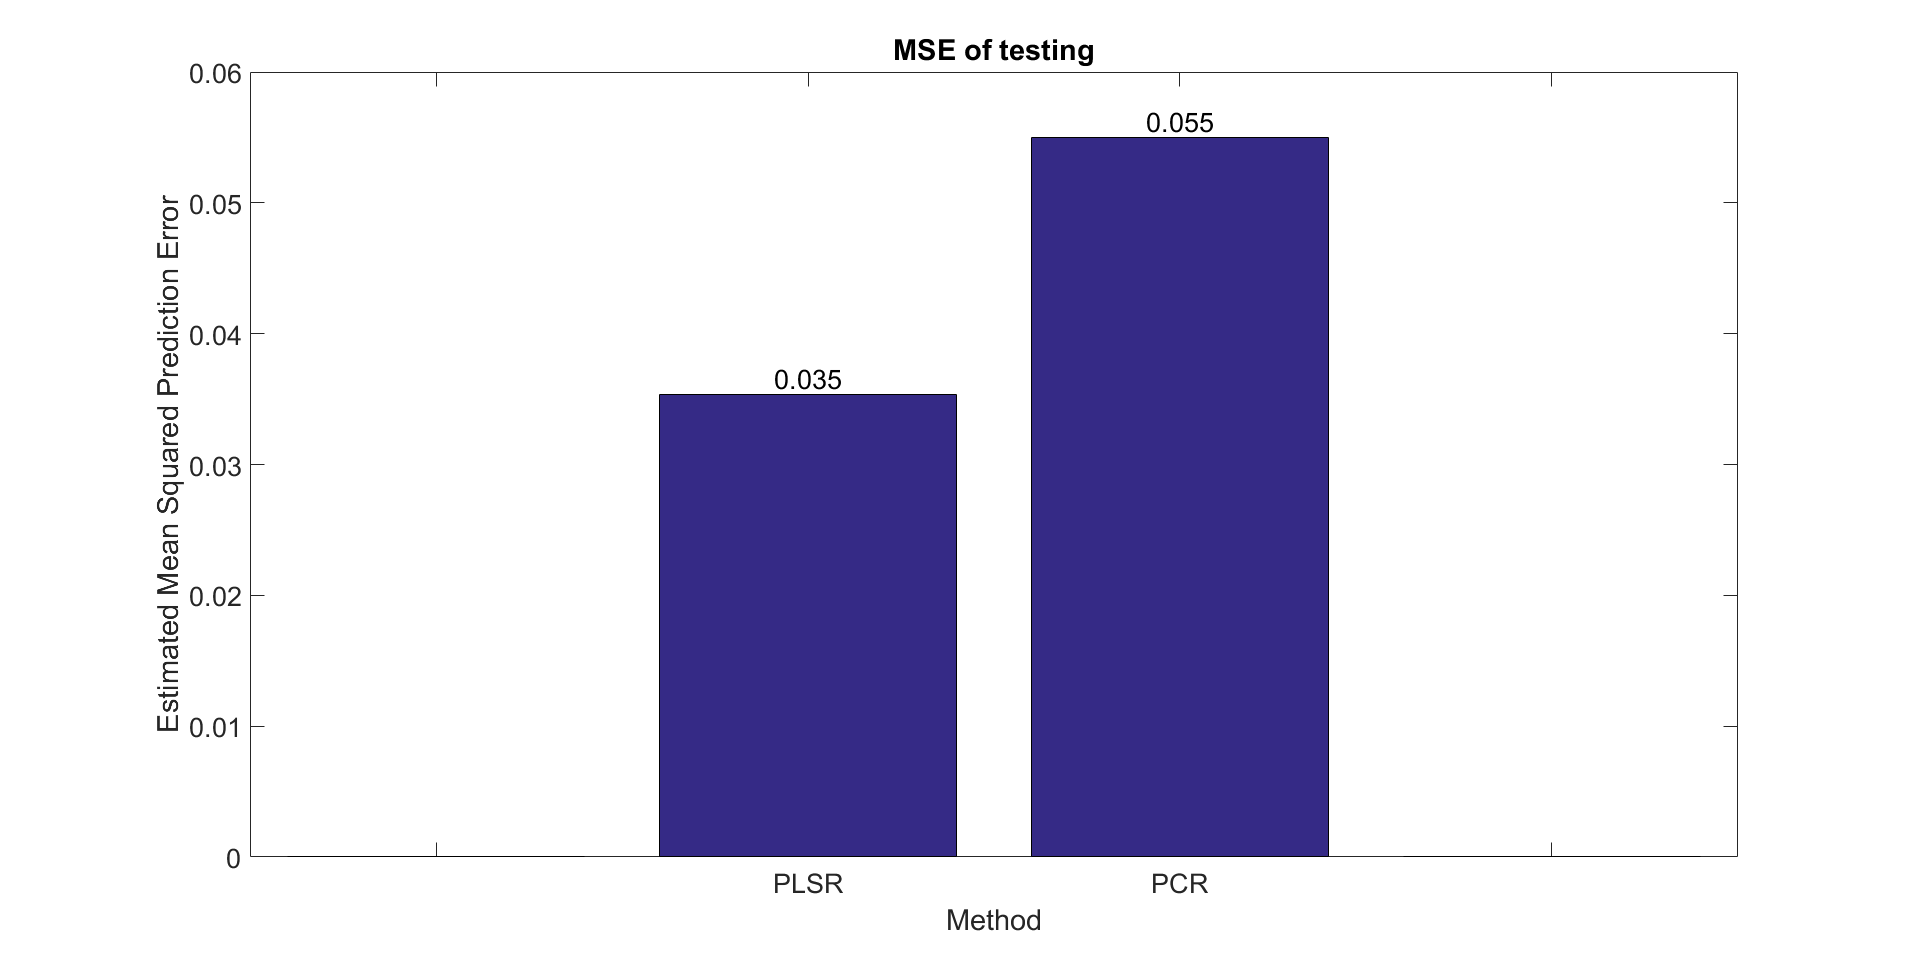 MSE of testing
Estimated Mean Squared Prediction Error
0.06
0.05
0.04
0.03
0.02
0.01
0
0.035
0.055
PLSR
PCR
Method